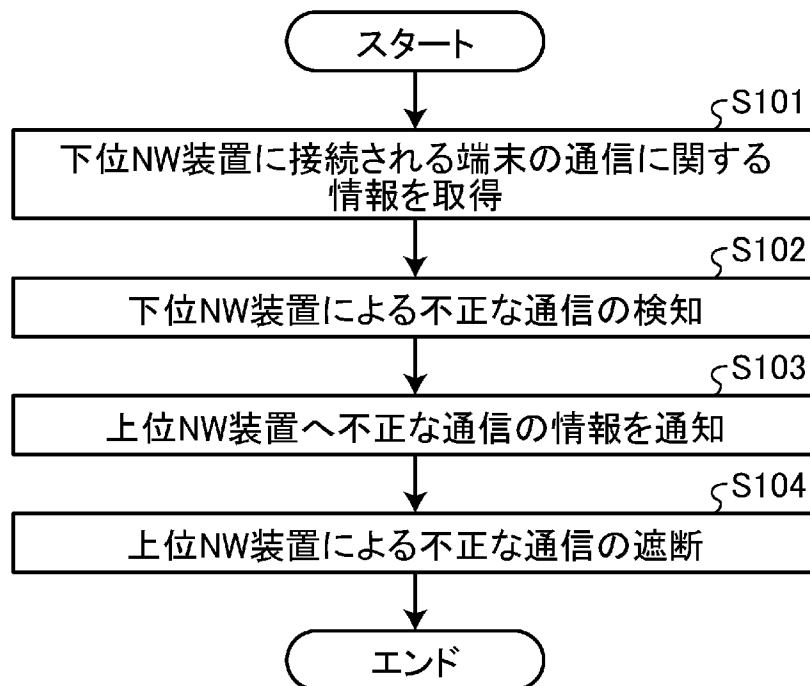 スタート
S101
下位NW装置に接続される端末の通信に関する
情報を取得
S102
下位NW装置による不正な通信の検知
S103
上位NW装置へ不正な通信の情報を通知
S104
上位NW装置による不正な通信の遮断
エンド